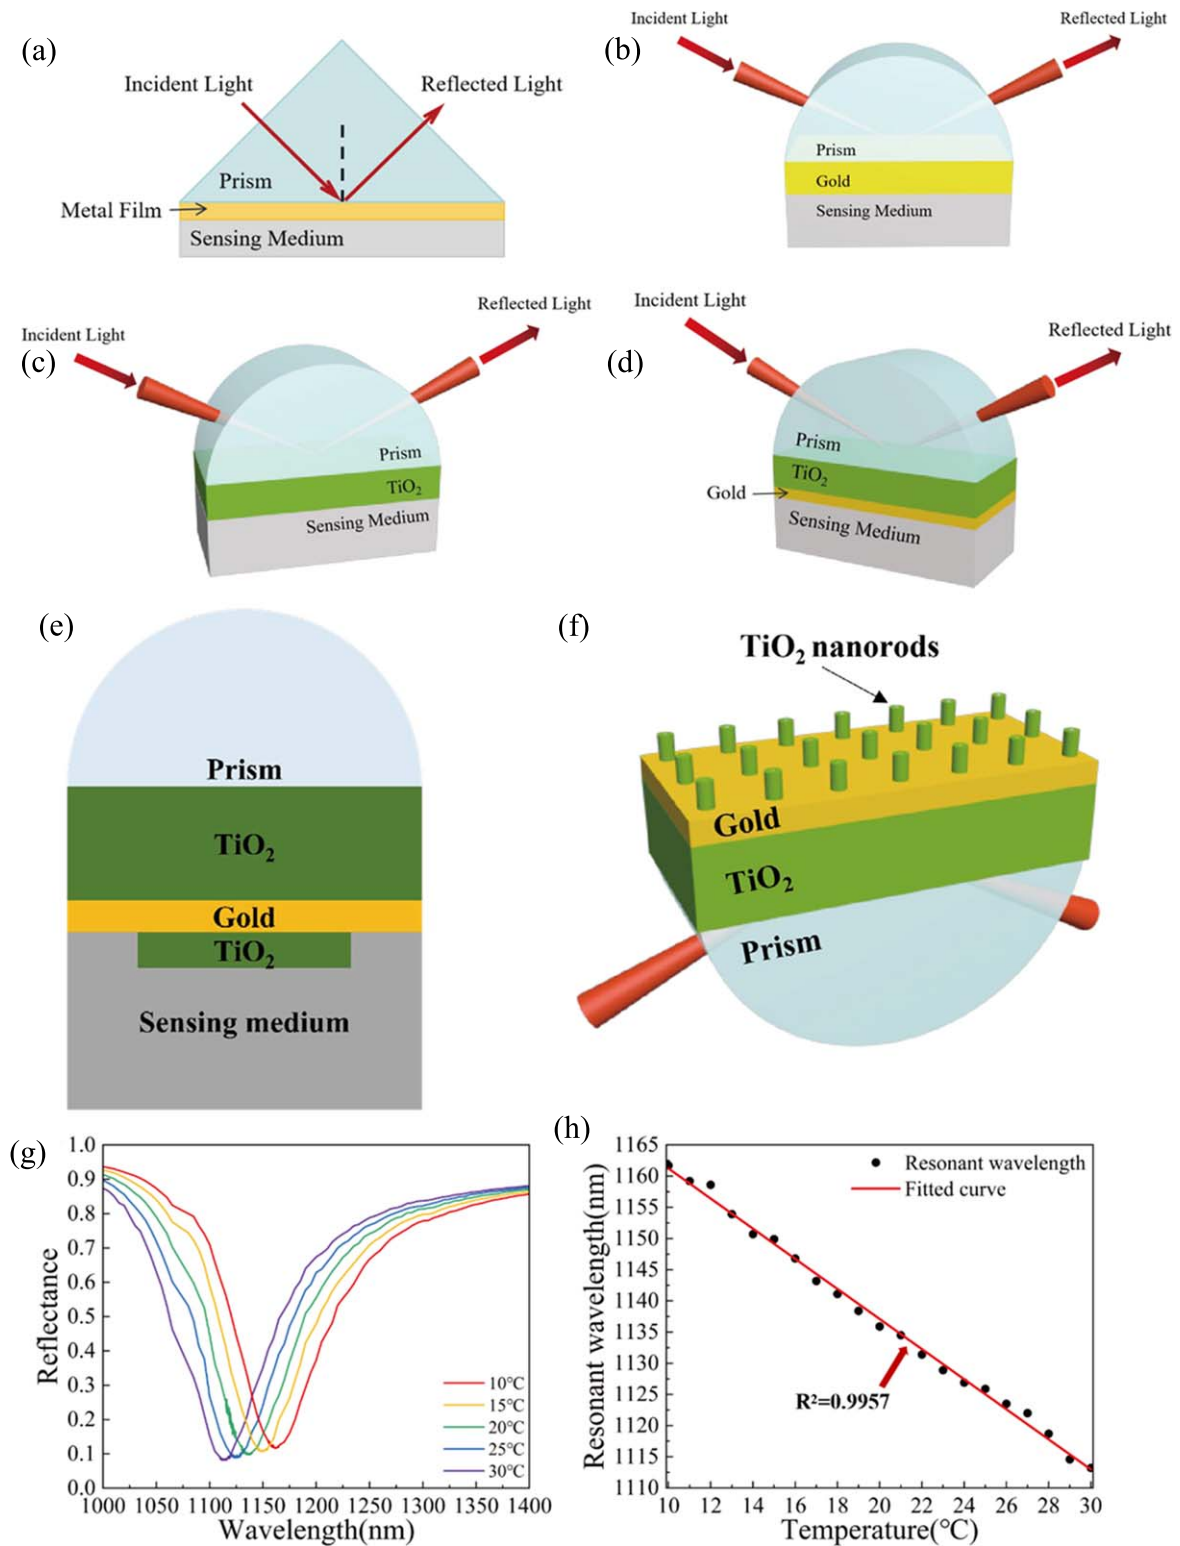 (a)
Incident Light
Reflected Light
Prism
Metal Film
Sensing Medium
(b)
Incident Light
Reflected Light
Prism
Gold
Sensing Medium
(c)
Incident Light
Reflected Light
Prism
TiO₂
Sensing Medium
(d)
Incident Light
Reflected Light
Prism
TiO₂
Gold
Sensing Medium
(e)
Prism
TiO₂
Gold
TiO₂
Sensing medium
(f)
TiO₂ nanorods
Gold
TiO₂
Prism
(g)
Reflectance
1.0
0.9
0.8
0.7
0.6
0.5
0.4
0.3
0.2
0.1
0.0
10℃
15℃
20℃
25℃
30℃
1000 1050 1100 1150 1200 1250 1300 1350 1400
Wavelength(nm)
(h)
Resonant wavelength(nm)
1165
1160
1155
1150
1145
1140
1135
1130
1125
1120
1115
1110
Resonant wavelength
Fitted curve
R²=0.9957
10 12 14 16 18 20 22 24 26 28 30
Temperature(℃)